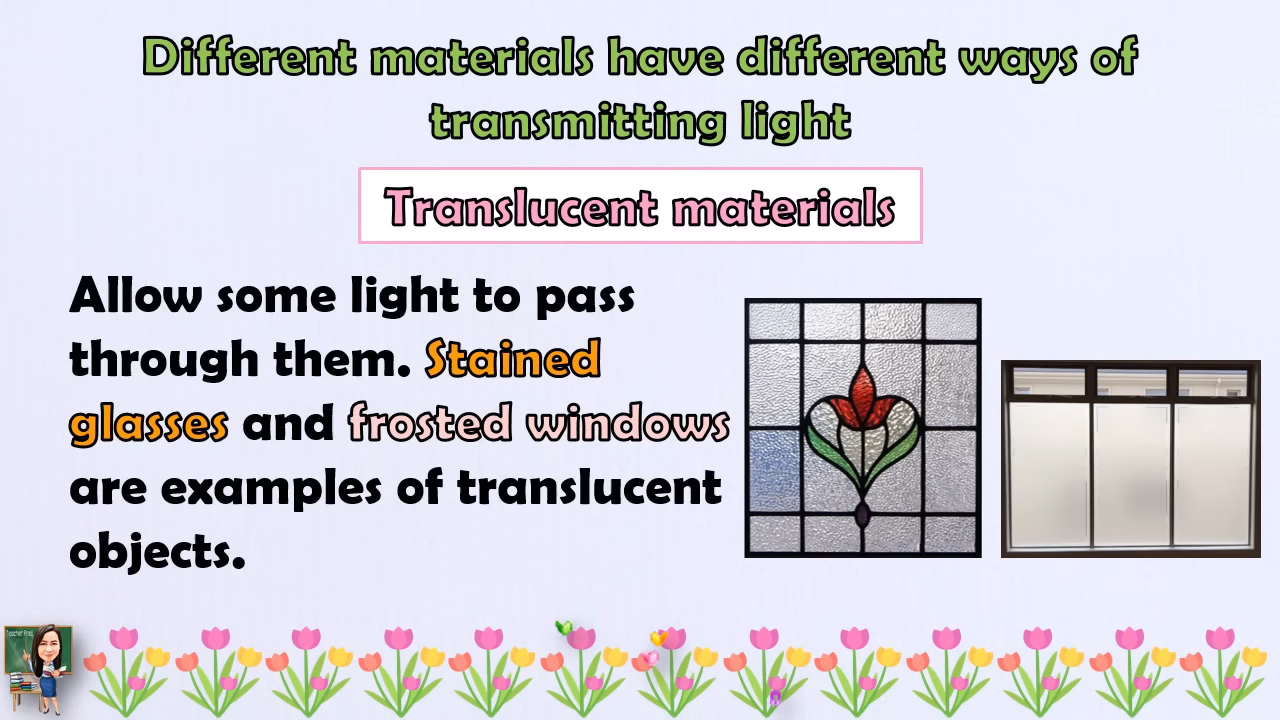 Different materials have different ways of
transmitting light
Translucent materials
Allow some light to pass
through them. Stained
glasses and frosted windows
are examples of translucent
objects.